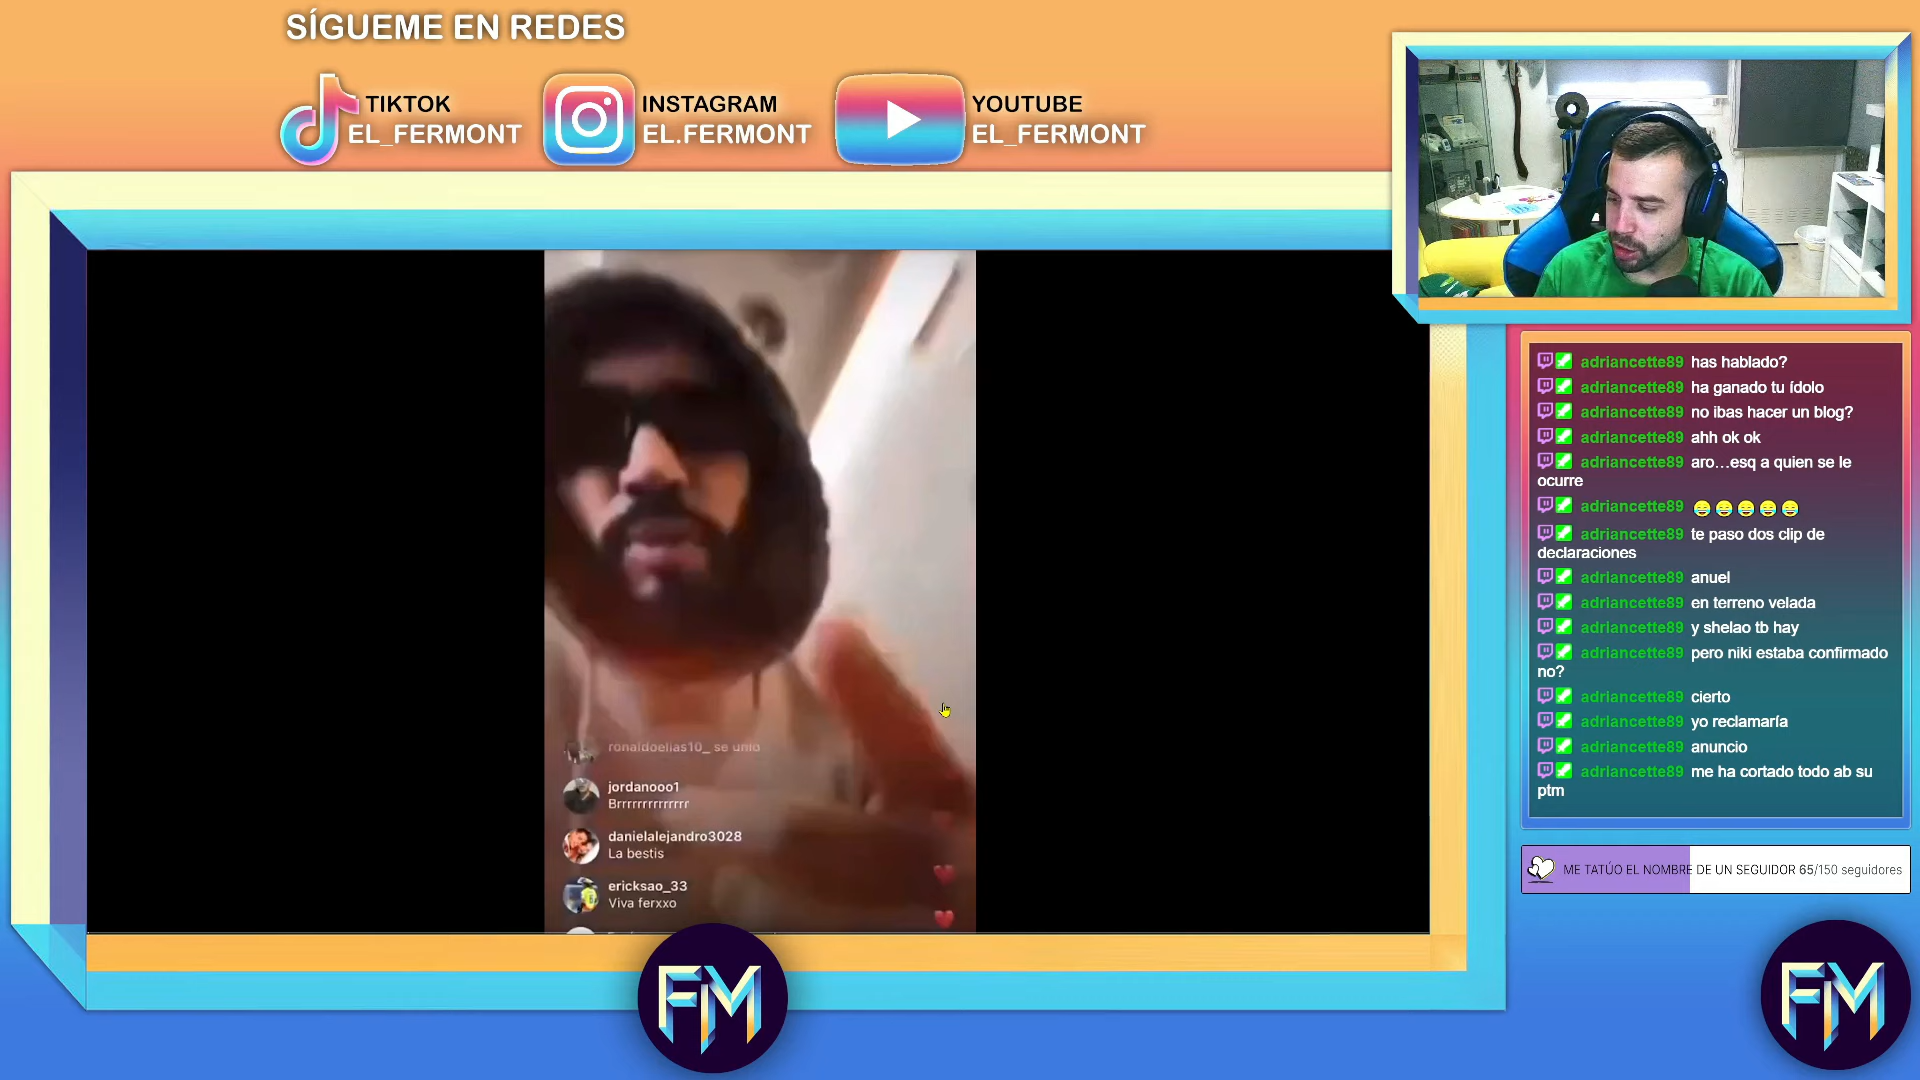 SÍGUEME EN REDES
TIKTOK
EL_FERMONT
INSTAGRAM
EL.FERMONT
YOUTUBE
EL_FERMONT
ronaldoelias10_ se unió
jordanooo1
Brrrrrrrrrrrrrr
danielalejandro3028
La bestis
ericksao_33
Viva ferxxo
adriancette89 has hablado?
adriancette89 ha ganado tu ídolo
adriancette89 no ibas hacer un blog?
adriancette89 ahh ok ok
adriancette89 aro…esq a quien se le
ocurre
adriancette89
adriancette89 te paso dos clip de
declaraciones
adriancette89 anuel
adriancette89 en terreno velada
adriancette89 y shelao tb hay
adriancette89 pero niki estaba confirmado
no?
adriancette89 cierto
adriancette89 yo reclamaría
adriancette89 anuncio
adriancette89 me ha cortado todo ab su
ptm
ME TATÚO EL NOMBRE DE UN SEGUIDOR 65/150 seguidores
FM
FM